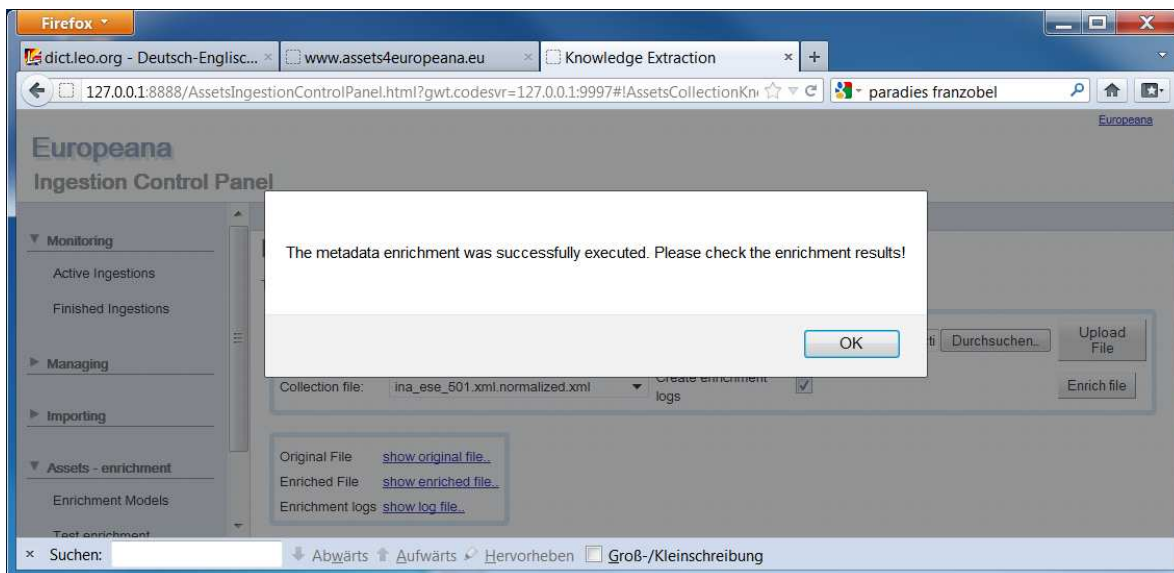 Firefox
dict.leo.org - Deutsch-Englisc...
www.assets4europeana.eu
Knowledge Extraction
127.0.0.1:8888/AssetsIngestionControlPanel.html?gwt.codesvr=127.0.0.1:9997#!AssetsCollectionKn
paradies franzobel
Europeana
Europeana
Ingestion Control Panel
Monitoring
Active Ingestions
Finished Ingestions
Managing
Importing
Assets - enrichment
Enrichment Models
Test enrichment
The metadata enrichment was successfully executed. Please check the enrichment results!
OK
Durchsuchen..
Upload File
Collection file: ina_ese_501.xml.normalized.xml
Create enrichment logs
Enrich file
Original File show original file..
Enriched File show enriched file..
Enrichment logs show log file..
× Suchen: Abwärts Aufwärts Hervorheben Groß-/Kleinschreibung